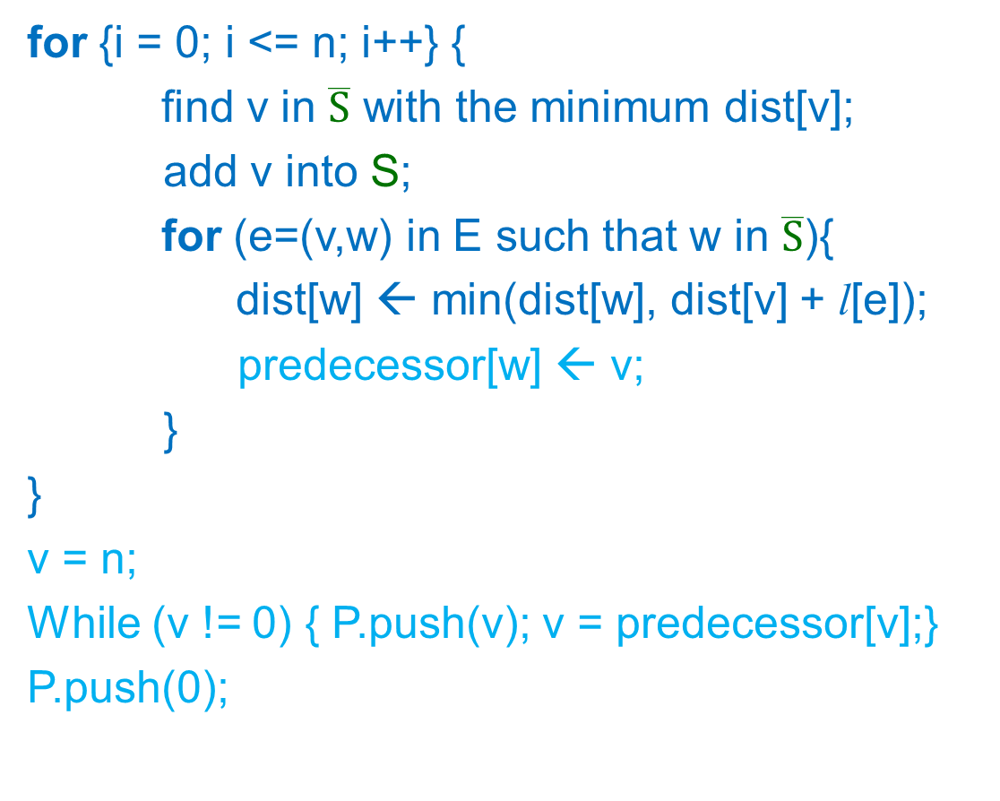 for {i = 0; i <= n; i++} {
find v in S̅ with the minimum dist[v];
add v into S;
for (e=(v,w) in E such that w in S̅){
dist[w] ← min(dist[w], dist[v] + l[e]);
predecessor[w] ← v;
}
}
v = n;
While (v != 0) { P.push(v); v = predecessor[v];}
P.push(0);